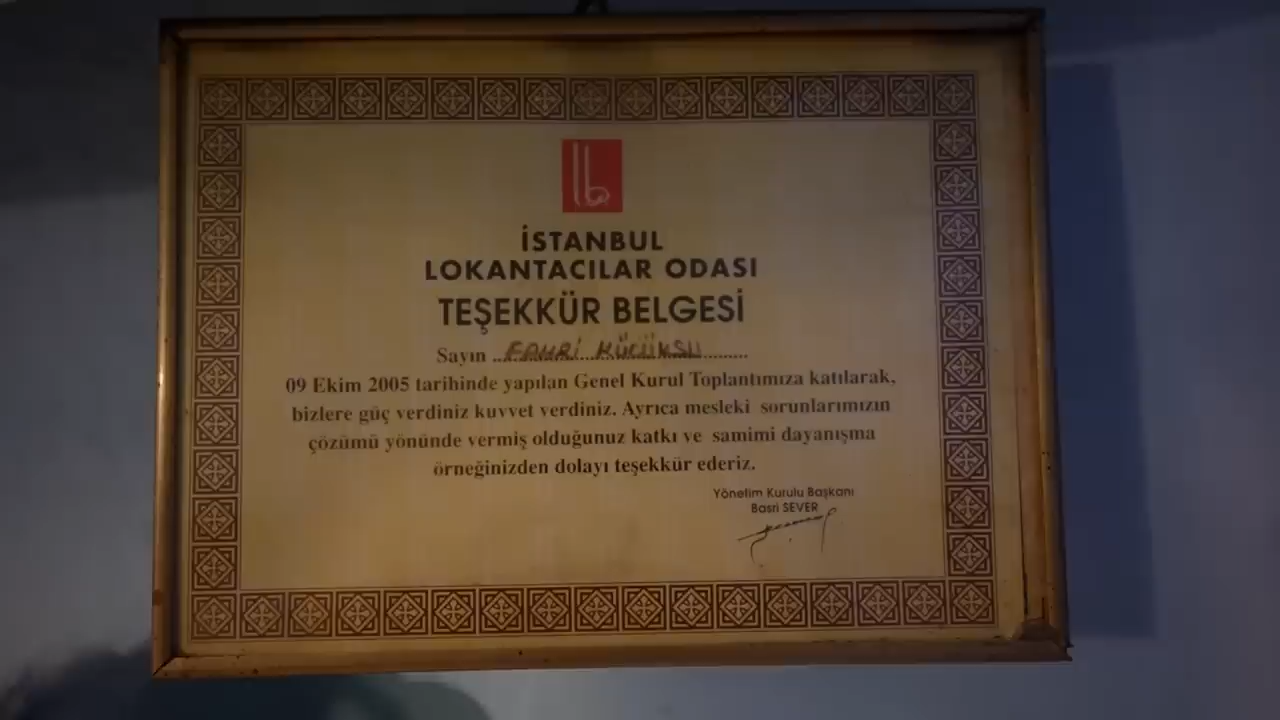 İSTANBUL
LOKANTACILAR ODASI
TEŞEKKÜR BELGESİ
Sayın ..FAHRİ KÜÇÜKSU..........
09 Ekim 2005 tarihinde yapılan Genel Kurul Toplantımıza katılarak,
bizlere güç verdiniz kuvvet verdiniz. Ayrıca mesleki sorunlarımızın
çözümü yönünde vermiş olduğunuz katkı ve samimi dayanışma
örneğinizden dolayı teşekkür ederiz.
Yönetim Kurulu Başkanı
Basri SEVER